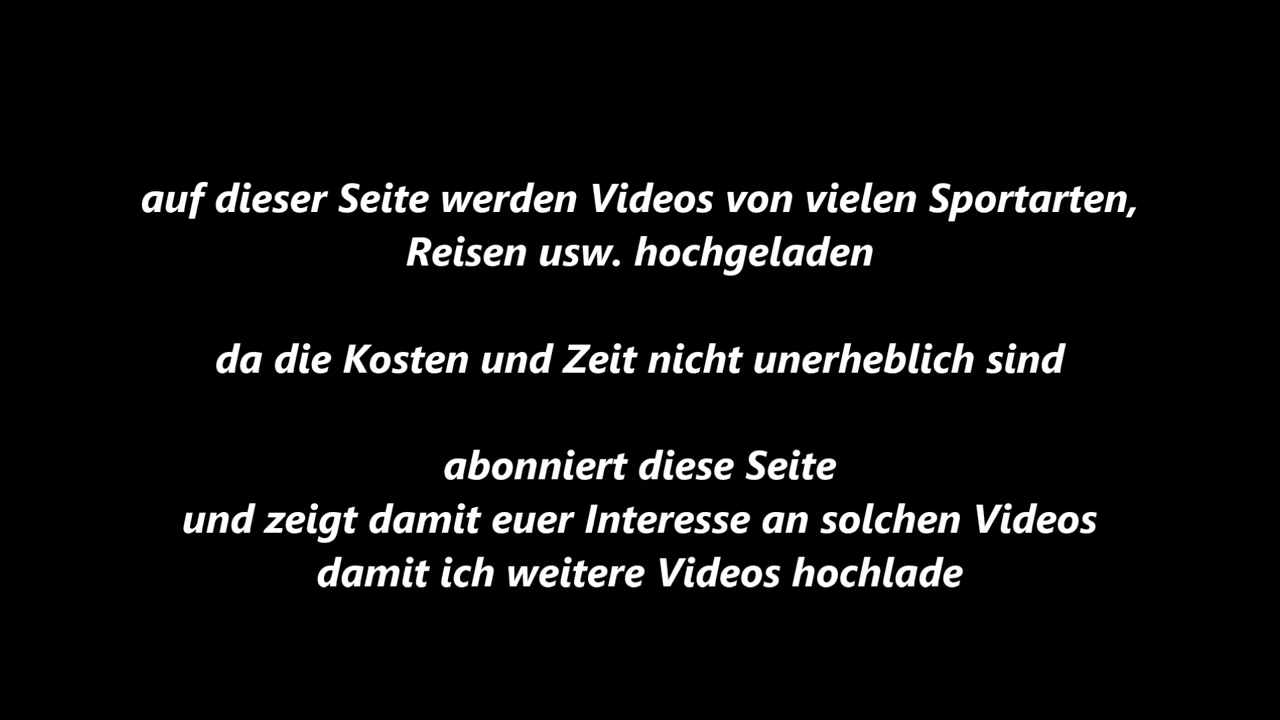 auf dieser Seite werden Videos von vielen Sportarten,
Reisen usw. hochgeladen
da die Kosten und Zeit nicht unerheblich sind
abonniert diese Seite
und zeigt damit euer Interesse an solchen Videos
damit ich weitere Videos hochlade